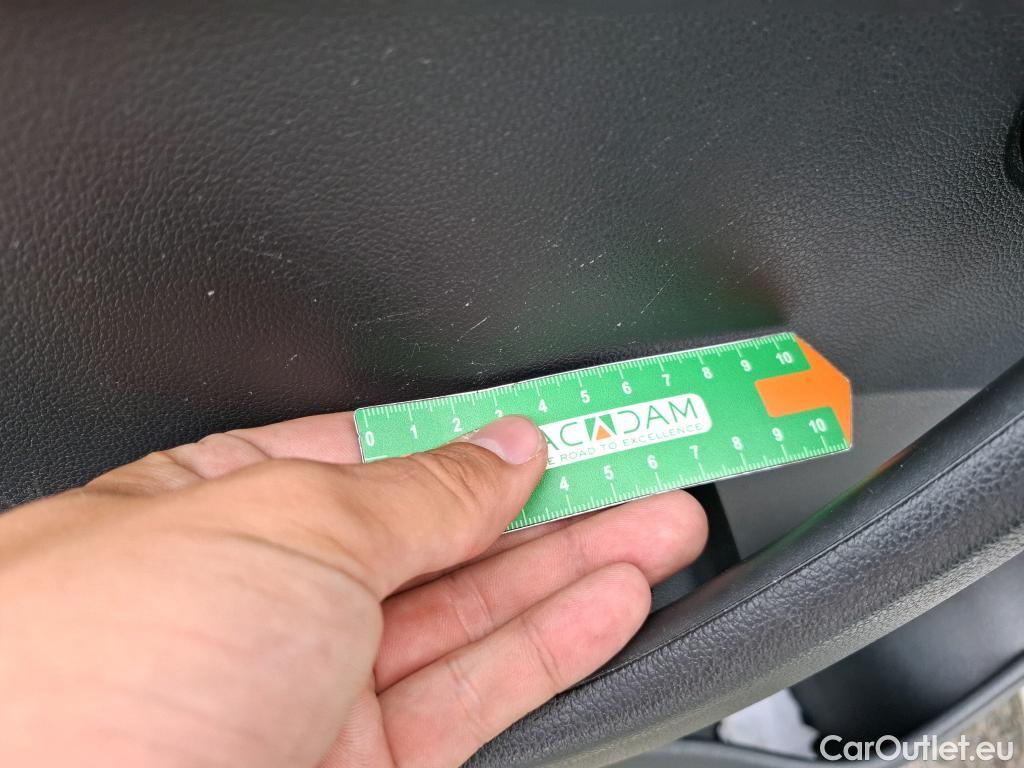 0 1 2 3 4 5 6 7 8 9 10
ACADAM
E ROAD TO EXCELLENCE
4 5 6 7 8 9 10
CarOutlet.eu